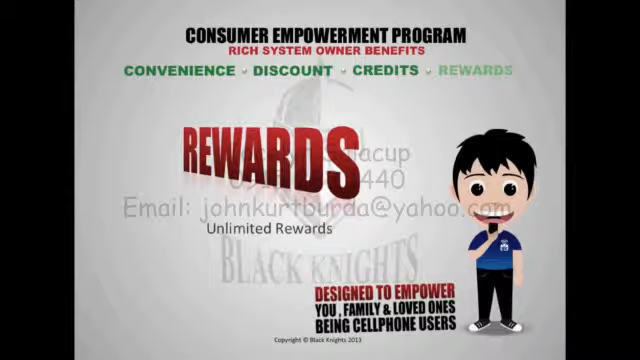 CONSUMER EMPOWERMENT PROGRAM
RICH SYSTEM OWNER BENEFITS
CONVENIENCE • DISCOUNT • CREDITS • REWARDS
REWARDS
Email: johnkurtburda@yahoo.com
Unlimited Rewards
BLACK KNIGHTS
DESIGNED TO EMPOWER
YOU , FAMILY & LOVED ONES
BEING CELLPHONE USERS
Copyright © Black Knights 2013